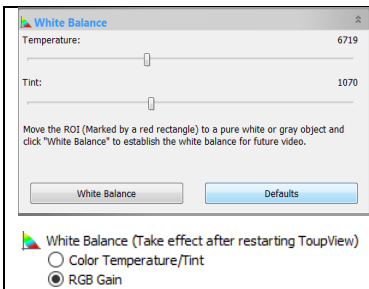 White Balance
Temperature: 6719
Tint: 1070
Move the ROI (Marked by a red rectangle) to a pure white or gray object and
click "White Balance" to establish the white balance for future video.
White Balance Defaults
White Balance (Take effect after restarting ToupView)
Color Temperature/Tint
RGB Gain